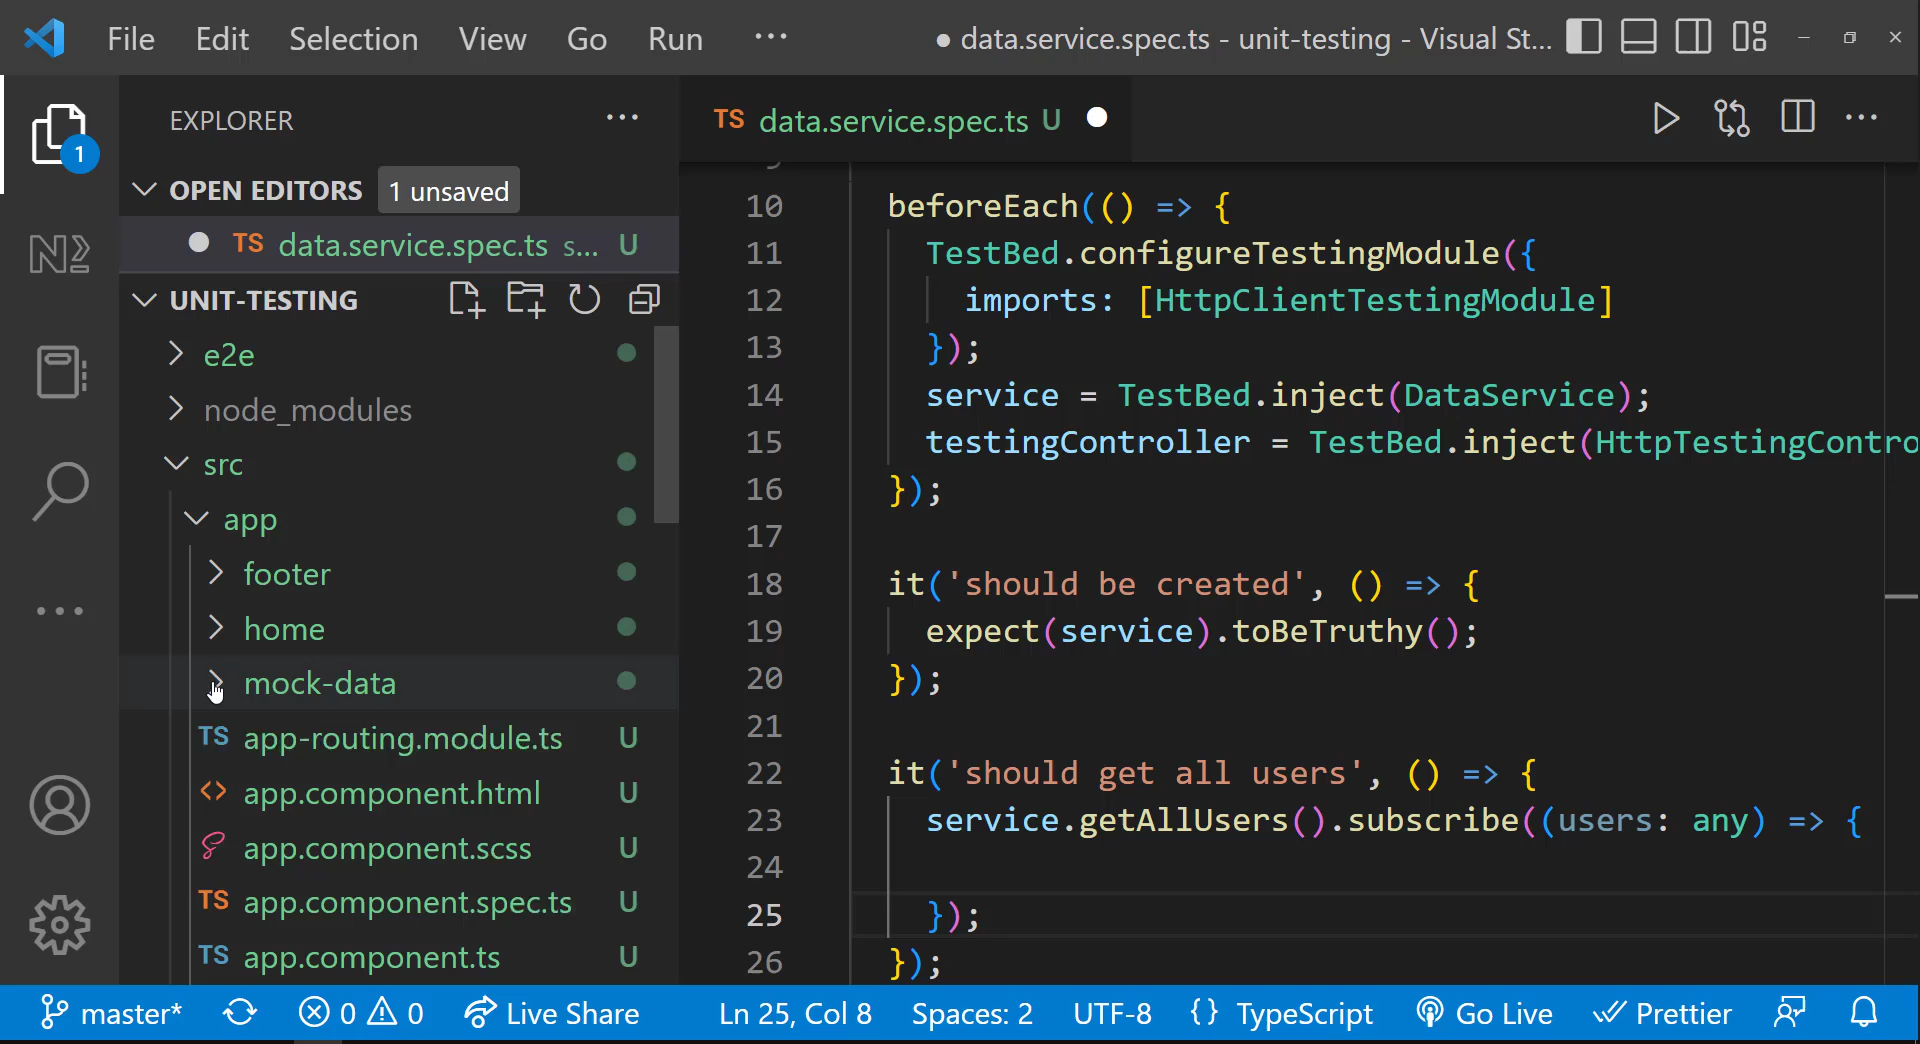 File Edit Selection View Go Run ··· ● data.service.spec.ts - unit-testing - Visual St...
EXPLORER ···
OPEN EDITORS 1 unsaved
TS data.service.spec.ts s... U
UNIT-TESTING
e2e
node_modules
src
app
footer
home
mock-data
TS app-routing.module.ts U
<> app.component.html U
app.component.scss U
TS app.component.spec.ts U
TS app.component.ts U
1
N
TS data.service.spec.ts U
10 beforeEach(() => {
11 TestBed.configureTestingModule({
12 imports: [HttpClientTestingModule]
13 });
14 service = TestBed.inject(DataService);
15 testingController = TestBed.inject(HttpTestingContro
16 });
17
18 it('should be created', () => {
19 expect(service).toBeTruthy();
20 });
21
22 it('should get all users', () => {
23 service.getAllUsers().subscribe((users: any) => {
24
25 });
26 });
master* 0 0 Live Share Ln 25, Col 8 Spaces: 2 UTF-8 {} TypeScript Go Live Prettier